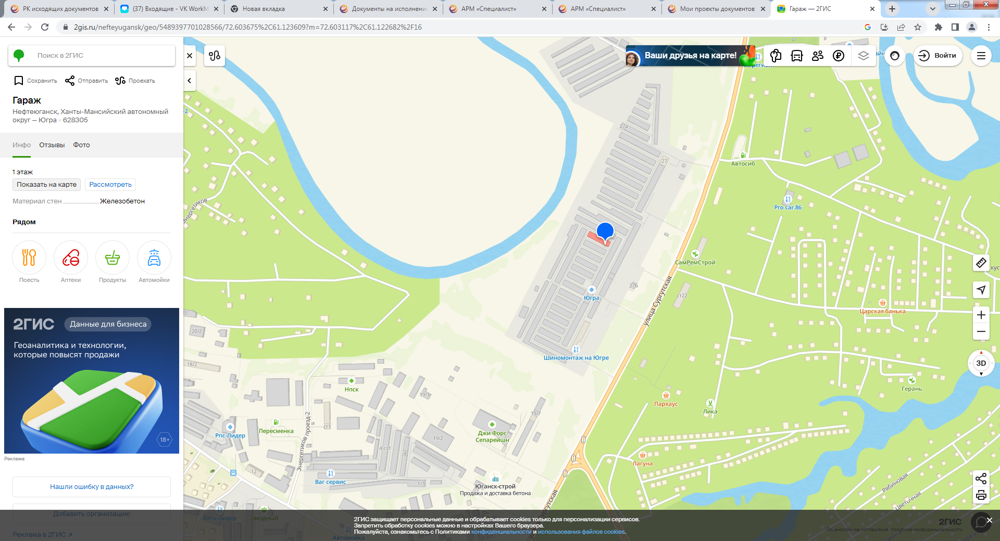 РК исходящих документов
(37) Входящие - VK WorkM
Новая вкладка
Документы на исполнени
АРМ «Специалист»
АРМ «Специалист»
Мои проекты документов
Гараж — 2ГИС
2gis.ru/nefteyugansk/geo/5489397701028566/72.603675%2C61.123609?m=72.603117%2C61.122682%2F16
Поиск в 2ГИС
Ваши друзья на карте!
Войти
Сохранить
Отправить
Проехать
Гараж
Нефтеюганск, Ханты-Мансийский автономный
округ — Югра
628305
Инфо
Отзывы
Фото
1 этаж
Показать на карте
Рассмотреть
Материал стен
Железобетон
Рядом
Поесть
Аптеки
Продукты
Автомойки
2ГИС
Данные для бизнеса
Геоаналитика и технологии,
которые повысят продажи
18+
Реклама
Нашли ошибку в данных?
Добавить организацию
Реклама в 2ГИС ↗
27а
27
Автосиб
Pro car.86
Энергетиков
СамРемСтрой
27Б
Югра
ст22
улица Сургутская
Царская банька
20
20/2
18/2
Шиномонтаж на Югре
Нпск
19/3
19/7
Пархаус
Лика
Герань
Рпс-Лидер
Пересменка
ст1
Энергетиков проезд-2
19/2
Джи Форс
Сепарейшн
4 ст1
4
12
Ваг сервис
1/3
Юганск-строй
Продажа и доставка бетона
Лагуна
Рябиновая
Цветочная
Авто-Лидер
Звездный
Автомойка
3D
2ГИС
2ГИС защищает персональные данные и обрабатывает cookies только для персонализации сервисов.
Запретить обработку cookies можно в настройках Вашего браузера.
Пожалуйста, ознакомьтесь с Политиками конфиденциальности и использования файлов cookies.
Лицензионное соглашение, политика конфиденциальности